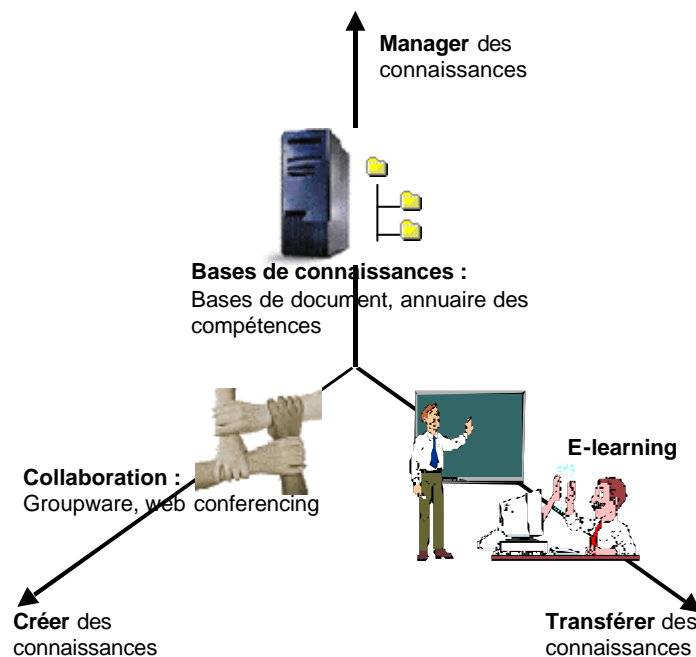 Manager des
connaissances
Bases de connaissances :
Bases de document, annuaire des
compétences
E-learning
Collaboration :
Groupware, web conferencing
Créer des
connaissances
Transférer des
connaissances